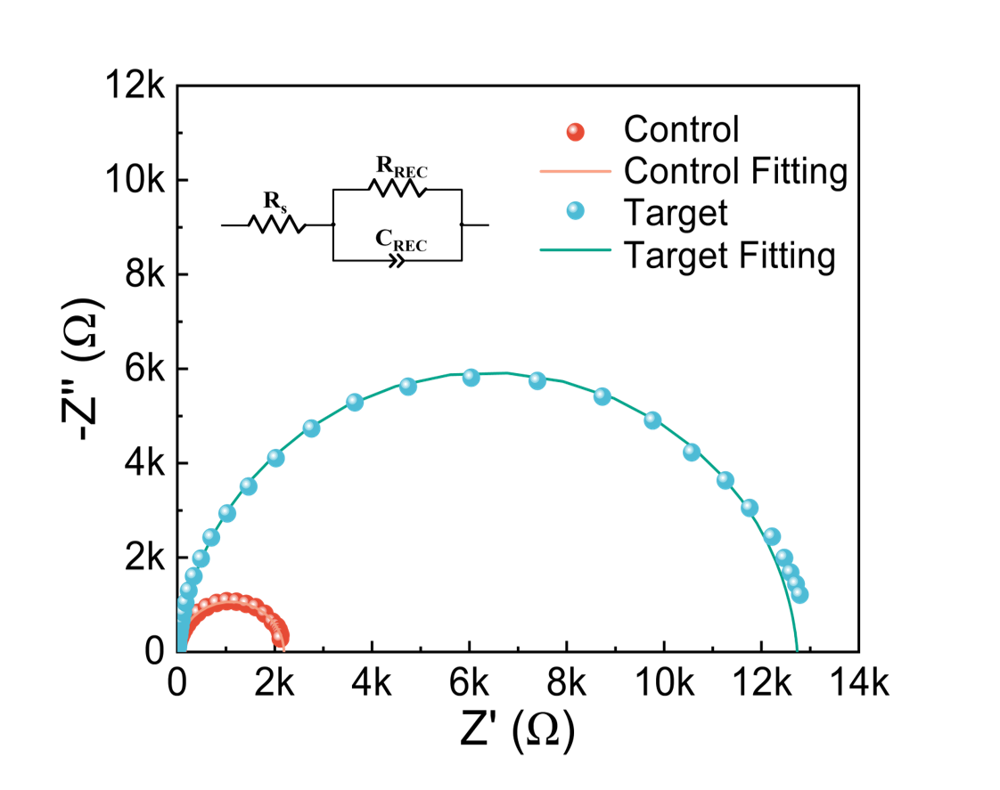 12k
10k
8k
6k
4k
2k
0
-Z'' (Ω)
R_REC
R_s
C_REC
Control
Control Fitting
Target
Target Fitting
0 2k 4k 6k 8k 10k 12k 14k
Z' (Ω)